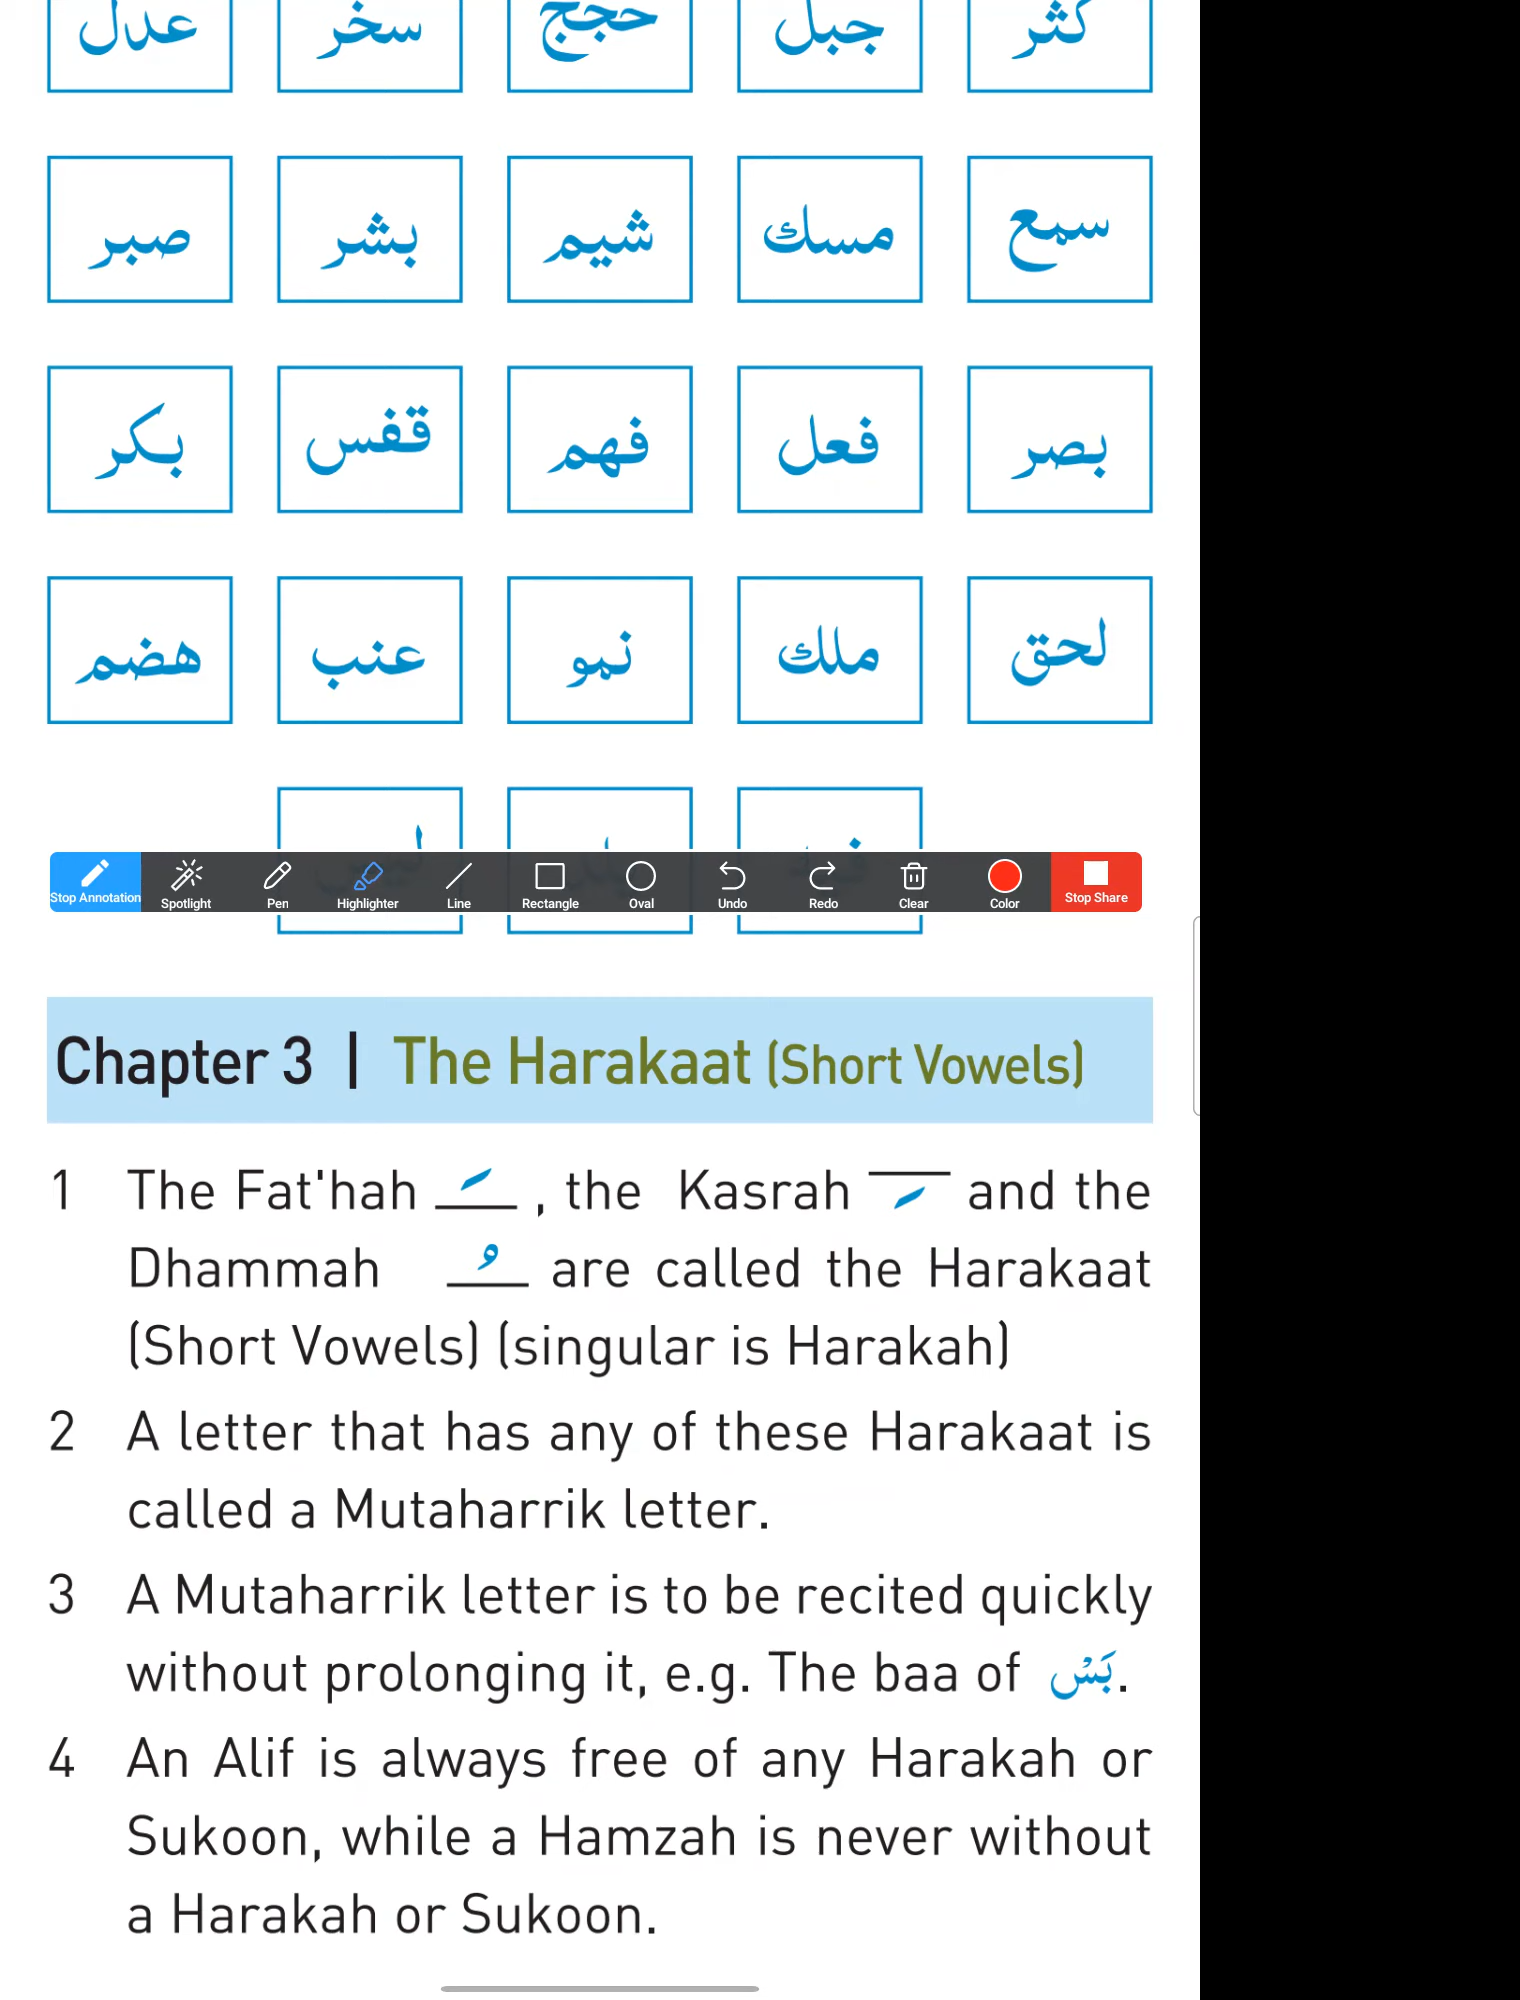 كثر جبل حجج سخر عدل
سبع مسك شيم بشر صبر
بصر فعل فهم قفس بكر
لحق ملك نمو عنب هضم
Stop Annotation Spotlight Pen Highlighter Line Rectangle Oval Undo Redo Clear Color Stop Share
Chapter 3 | The Harakaat (Short Vowels)
1 The Fat'hah ـَ , the Kasrah ـِ and the
Dhammah ـُ are called the Harakaat
(Short Vowels) (singular is Harakah)
2 A letter that has any of these Harakaat is
called a Mutaharrik letter.
3 A Mutaharrik letter is to be recited quickly
without prolonging it, e.g. The baa of بَسْ.
4 An Alif is always free of any Harakah or
Sukoon, while a Hamzah is never without
a Harakah or Sukoon.